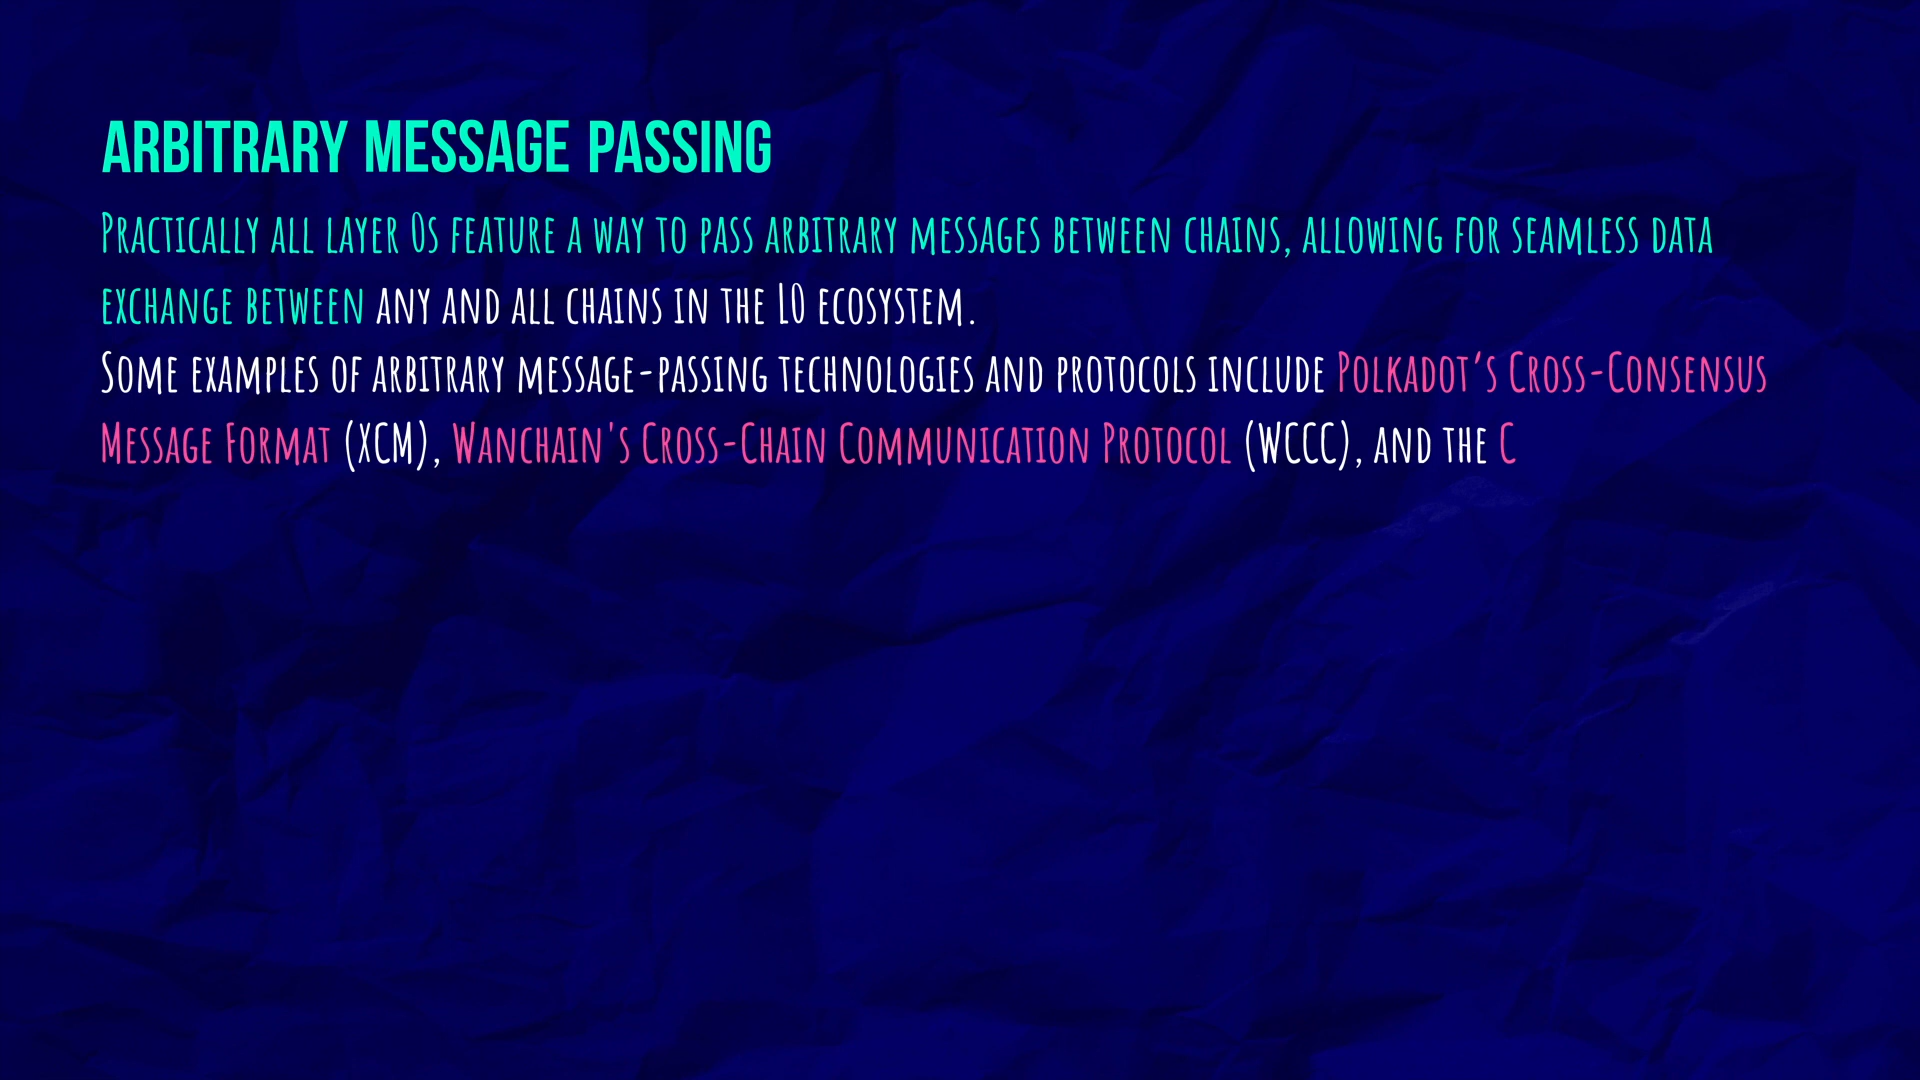 ARBITRARY MESSAGE PASSING
Practically all layer 0s feature a way to pass arbitrary messages between chains, allowing for seamless data
exchange between any and all chains in the L0 ecosystem.
Some examples of arbitrary message-passing technologies and protocols include Polkadot‘s Cross-Consensus
Message Format (XCM), Wanchain's Cross-Chain Communication Protocol (WCCC), and the C